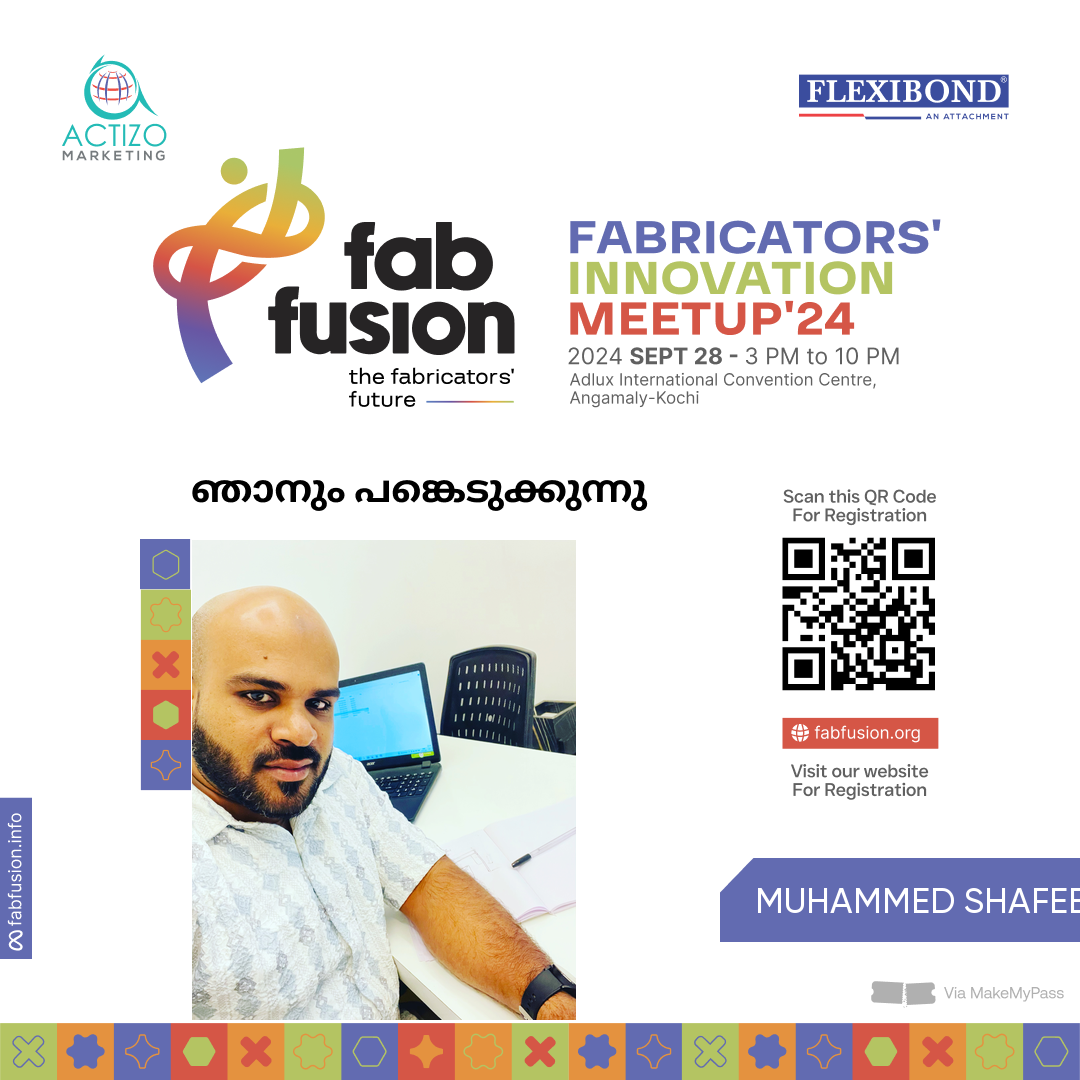 ACTIZO
MARKETING
FLEXIBOND®
AN ATTACHMENT
fab
fusion
the fabricators'
future
FABRICATORS'
INNOVATION
MEETUP'24
2024 SEPT 28 - 3 PM to 10 PM
Adlux International Convention Centre,
Angamaly-Kochi
ഞാനും പങ്കെടുക്കുന്നു
Scan this QR Code
For Registration
fabfusion.org
Visit our website
For Registration
fabfusion.info
MUHAMMED SHAFEE
Via MakeMyPass